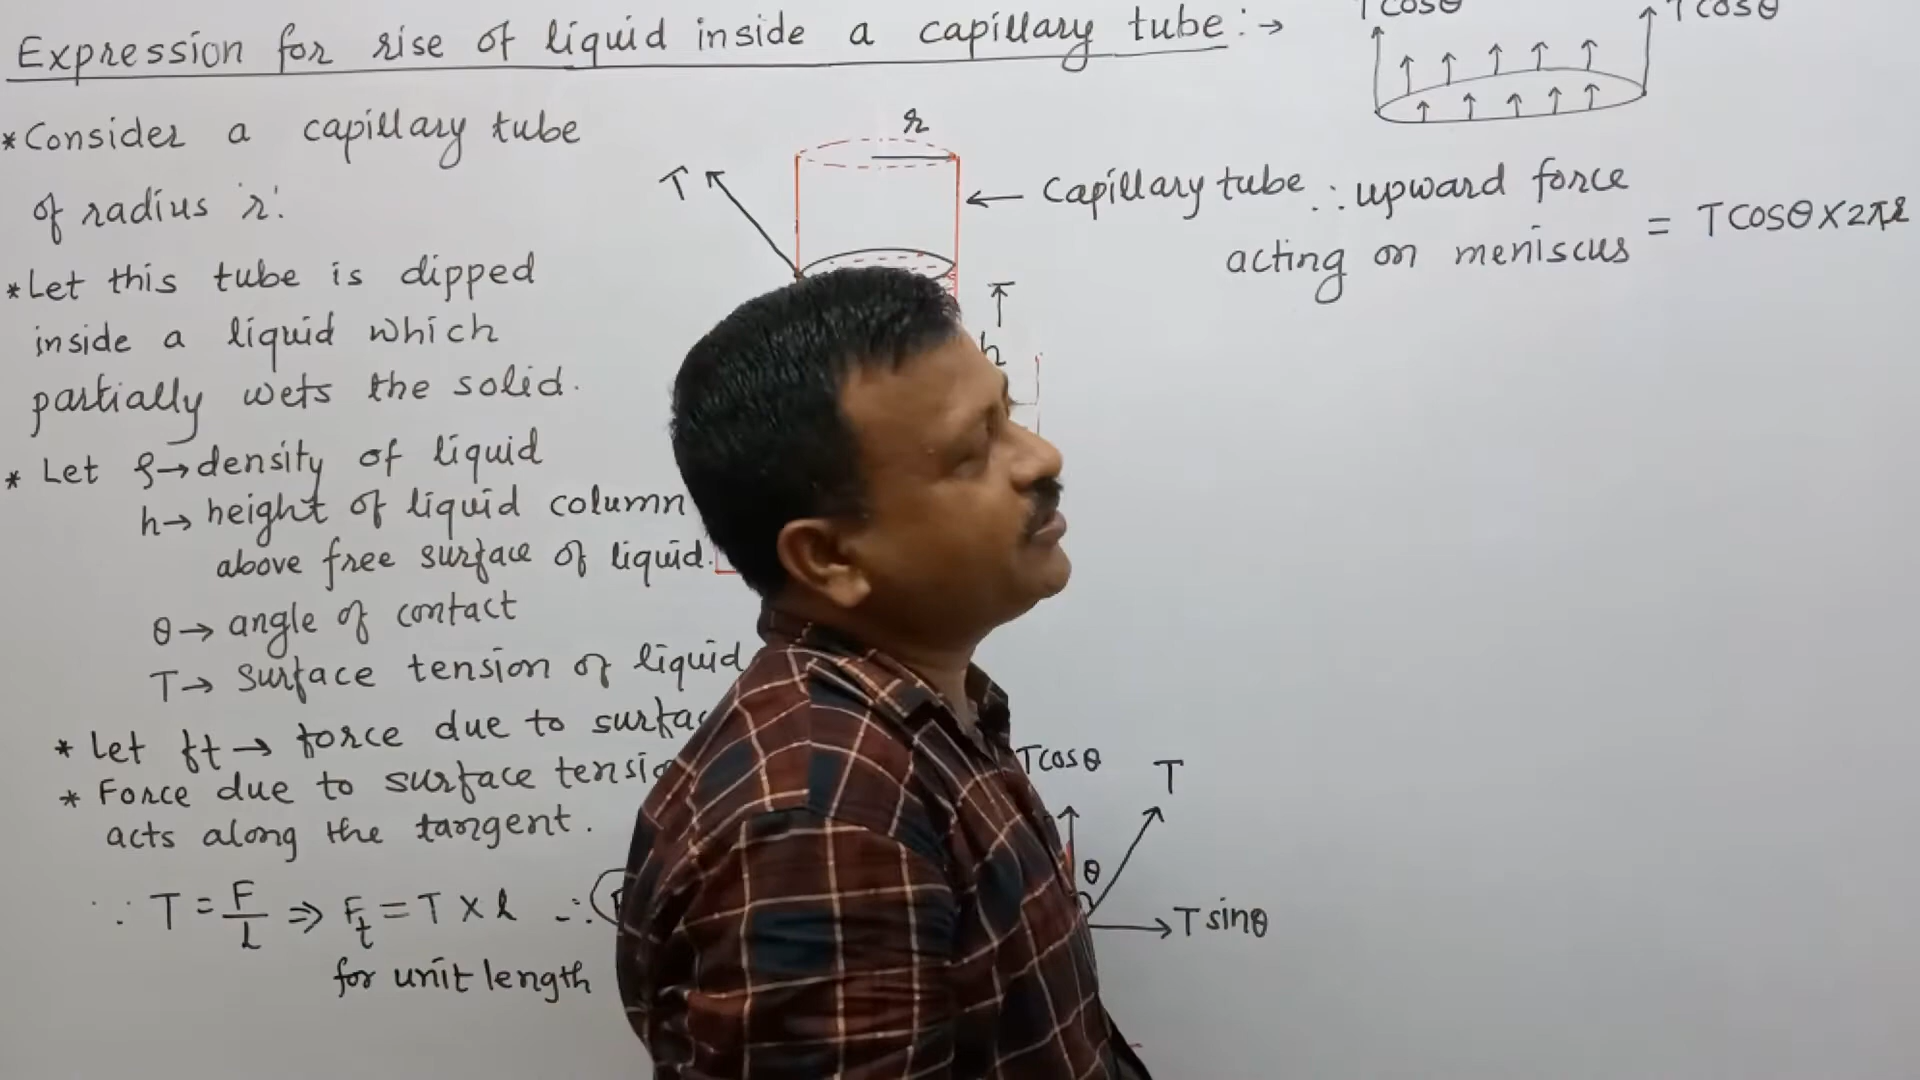 Expression for rise of liquid inside a capillary tube :→
* Consider a capillary tube
of radius 'r'.
* Let this tube is dipped
inside a liquid which
partially wets the solid.
* Let ρ→density of liquid
h→ height of liquid column
above free surface of liquid.
θ→ angle of contact
T→ surface tension of liquid
* Let ft → force due to
* Force due to surface
acts along the tangent.
∵ T = F/L ⇒ Ft = T × l ∴
for unit length
r
T
← Capillary tube
h
Tcosθ
T
θ
Tsinθ
Tcosθ
Tcosθ
∴ upward force
acting on meniscus = Tcosθ×2πr